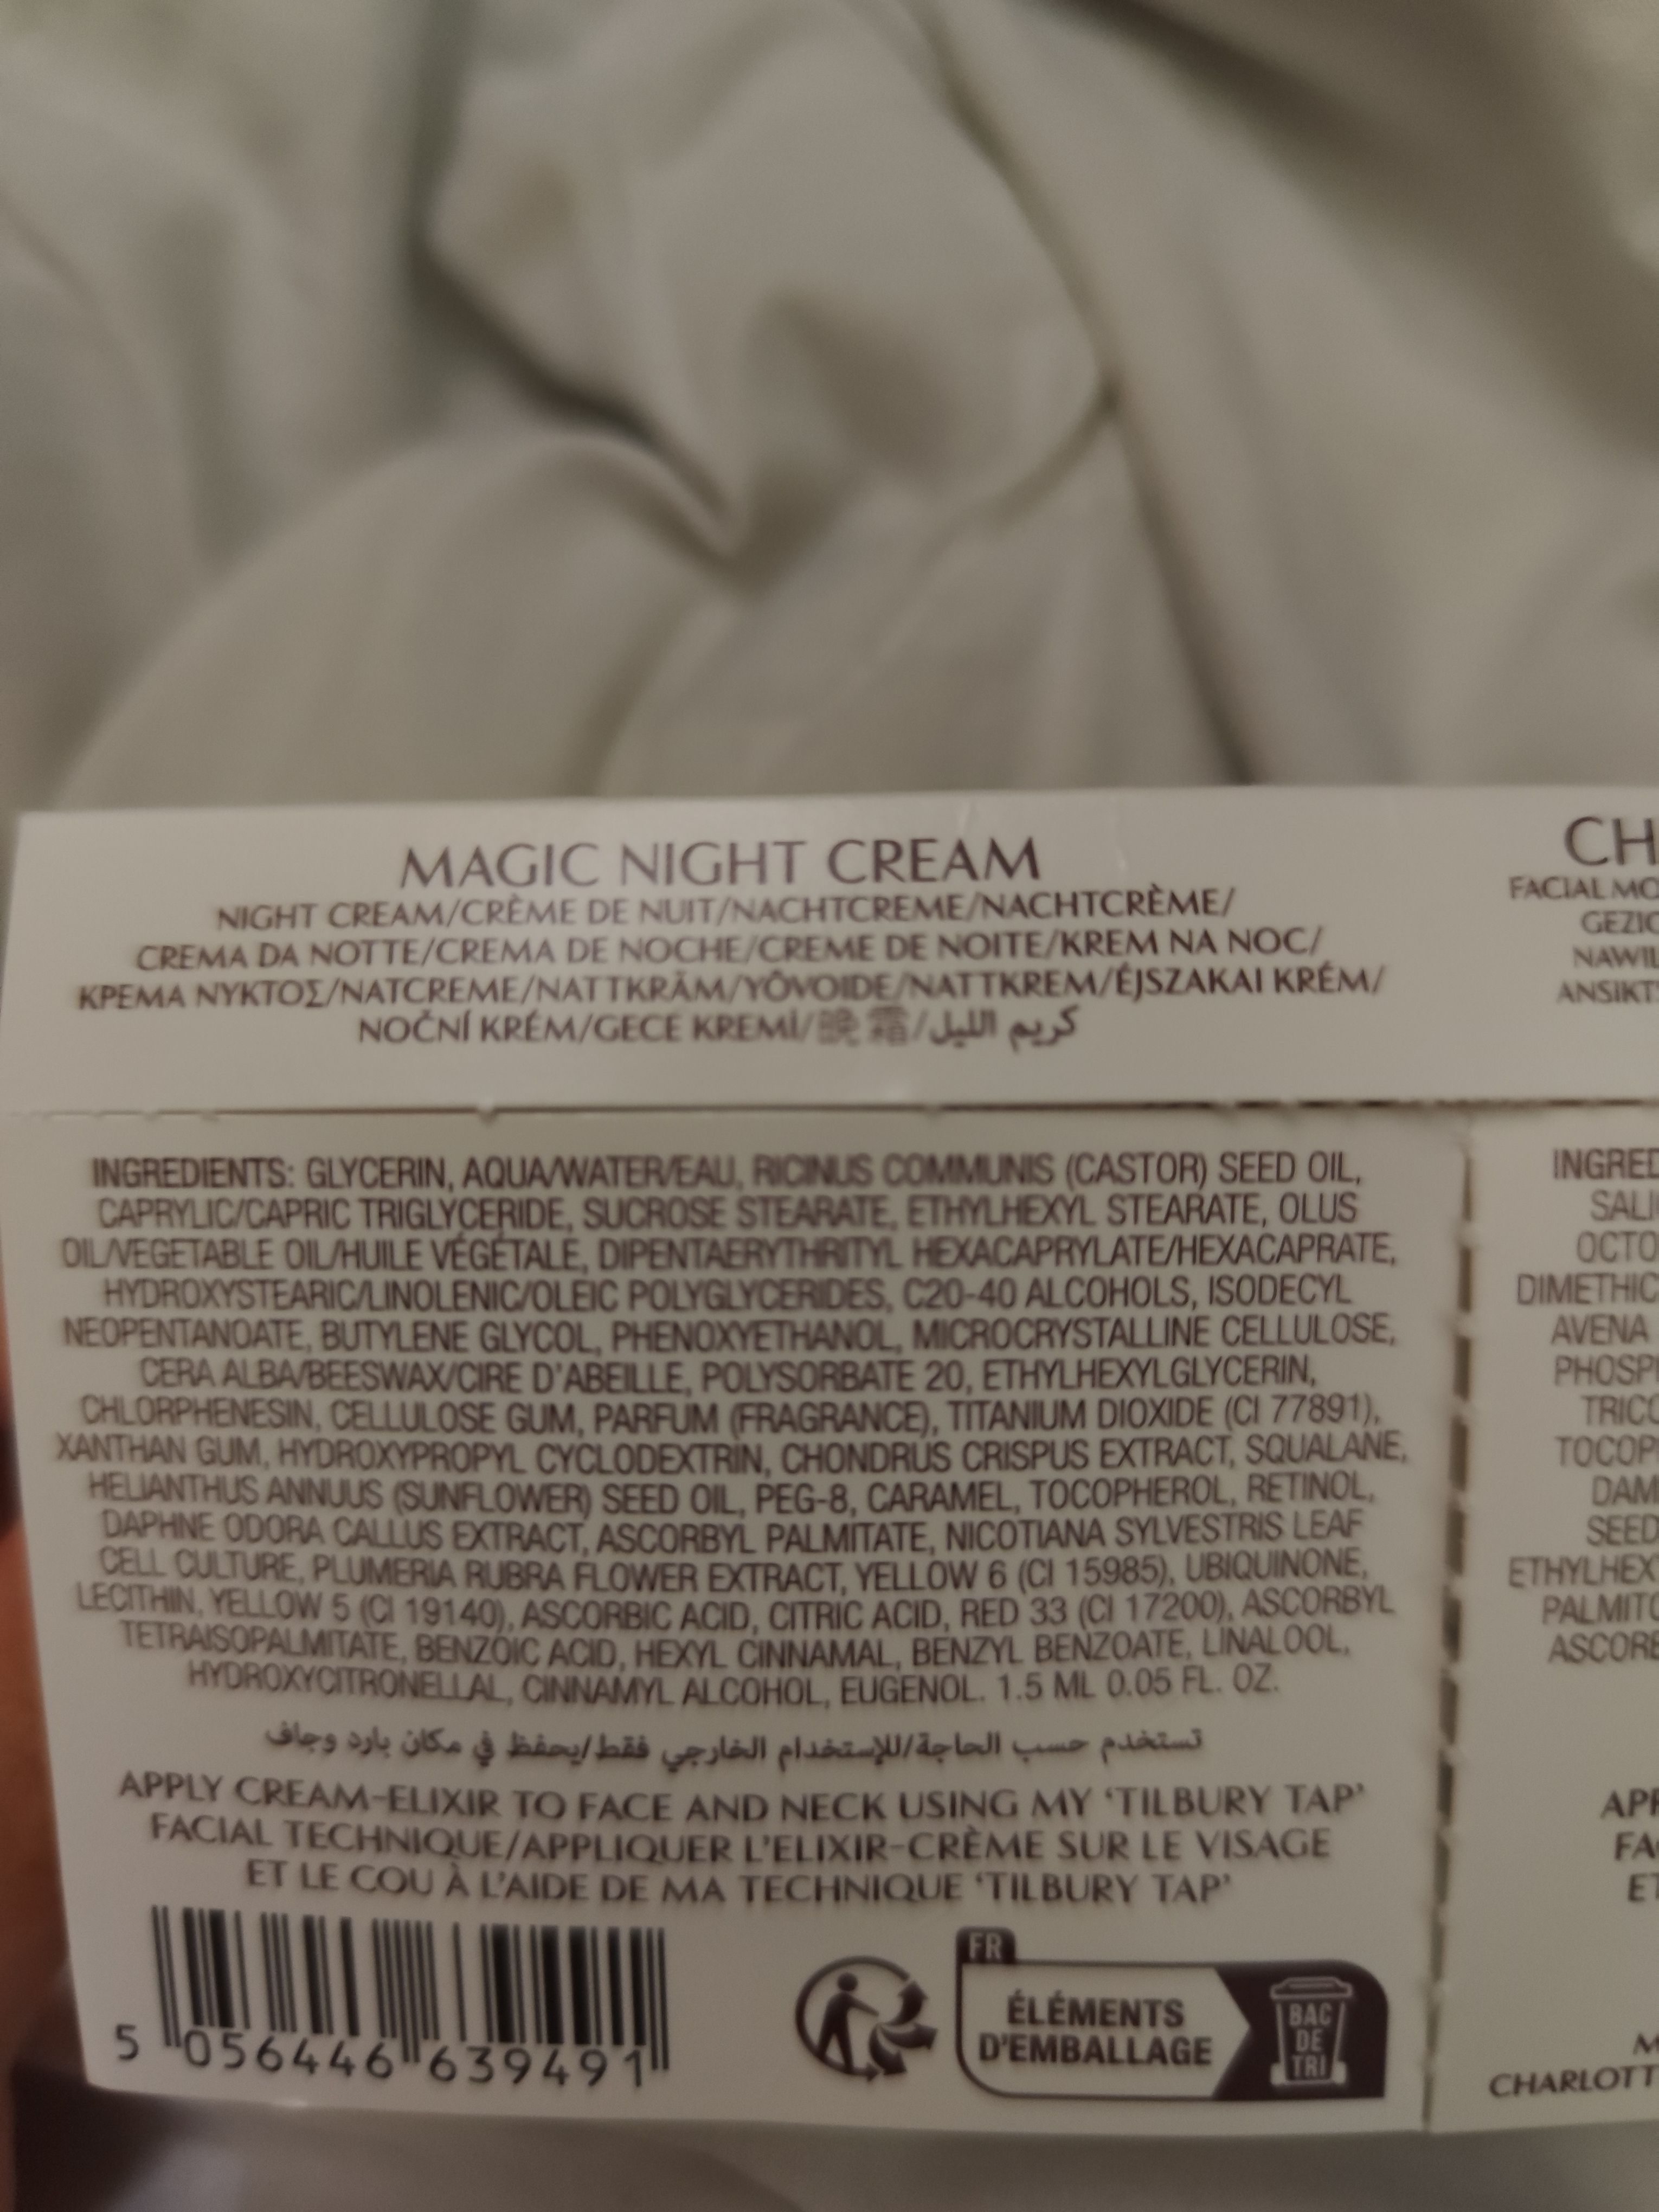 MAGIC NIGHT CREAM
NIGHT CREAM/CRÈME DE NUIT/NACHTCREME/NACHTCRÈME/
CREMA DA NOTTE/CREMA DE NOCHE/CREME DE NOITE/KREM NA NOC/
ΚΡΕΜΑ ΝΥΚΤΟΣ/NATCREME/NATTKRÄM/YÖVOIDE/NATTKREM/ÉJSZAKAI KRÉM/
NOČNÍ KRÉM/GECE KREMİ/晚霜/كريم الليل
INGREDIENTS: GLYCERIN, AQUA/WATER/EAU, RICINUS COMMUNIS (CASTOR) SEED OIL,
CAPRYLIC/CAPRIC TRIGLYCERIDE, SUCROSE STEARATE, ETHYLHEXYL STEARATE, OLUS
OIL/VEGETABLE OIL/HUILE VÉGÉTALE, DIPENTAERYTHRITYL HEXACAPRYLATE/HEXACAPRATE,
HYDROXYSTEARIC/LINOLENIC/OLEIC POLYGLYCERIDES, C20-40 ALCOHOLS, ISODECYL
NEOPENTANOATE, BUTYLENE GLYCOL, PHENOXYETHANOL, MICROCRYSTALLINE CELLULOSE,
CERA ALBA/BEESWAX/CIRE D'ABEILLE, POLYSORBATE 20, ETHYLHEXYLGLYCERIN,
CHLORPHENESIN, CELLULOSE GUM, PARFUM (FRAGRANCE), TITANIUM DIOXIDE (CI 77891),
XANTHAN GUM, HYDROXYPROPYL CYCLODEXTRIN, CHONDRUS CRISPUS EXTRACT, SQUALANE,
HELIANTHUS ANNUUS (SUNFLOWER) SEED OIL, PEG-8, CARAMEL, TOCOPHEROL, RETINOL,
DAPHNE ODORA CALLUS EXTRACT, ASCORBYL PALMITATE, NICOTIANA SYLVESTRIS LEAF
CELL CULTURE, PLUMERIA RUBRA FLOWER EXTRACT, YELLOW 6 (CI 15985), UBIQUINONE,
LECITHIN, YELLOW 5 (CI 19140), ASCORBIC ACID, CITRIC ACID, RED 33 (CI 17200), ASCORBYL
TETRAISOPALMITATE, BENZOIC ACID, HEXYL CINNAMAL, BENZYL BENZOATE, LINALOOL,
HYDROXYCITRONELLAL, CINNAMYL ALCOHOL, EUGENOL. 1.5 ML 0.05 FL. OZ.
تستخدم حسب الحاجة/للإستخدام الخارجي فقط/يحفظ في مكان بارد وجاف
APPLY CREAM-ELIXIR TO FACE AND NECK USING MY 'TILBURY TAP'
FACIAL TECHNIQUE/APPLIQUER L'ELIXIR-CRÈME SUR LE VISAGE
ET LE COU À L'AIDE DE MA TECHNIQUE 'TILBURY TAP'
5 056446 639491
FR
ÉLÉMENTS
D'EMBALLAGE
BAC
DE
TRI
CH
FACIAL MO
GEZIC
NAWIL
ANSIKTS
INGRED
SALI
OCTO
DIMETHIC
AVENA
PHOSP
TRICO
TOCOP
DAM
SEED
ETHYLHEX
PALMITO
ASCORB
APP
FA
ET
M
CHARLOTT